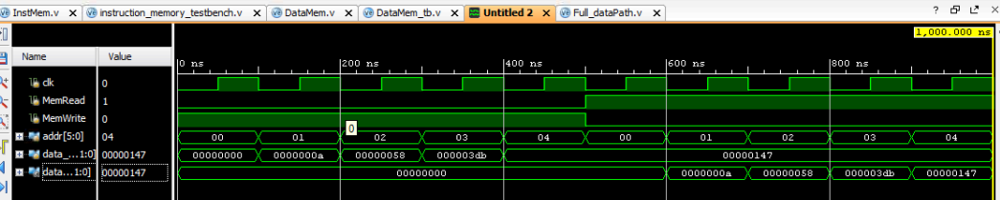 InstMem.v x instruction_memory_testbench.v x DataMem.v x DataMem_tb.v x Untitled 2 x Full_dataPath.v x ?
1,000.000 ns
Name Value 0 ns 200 ns 400 ns 600 ns 800 ns
clk 0
MemRead 1
MemWrite 0
0
addr[5:0] 04 00 01 02 03 04 00 01 02 03 04
data_...1:0] 00000147 00000000 0000000a 00000058 000003db 00000147
data...1:0] 00000147 00000000 0000000a 00000058 000003db 00000147